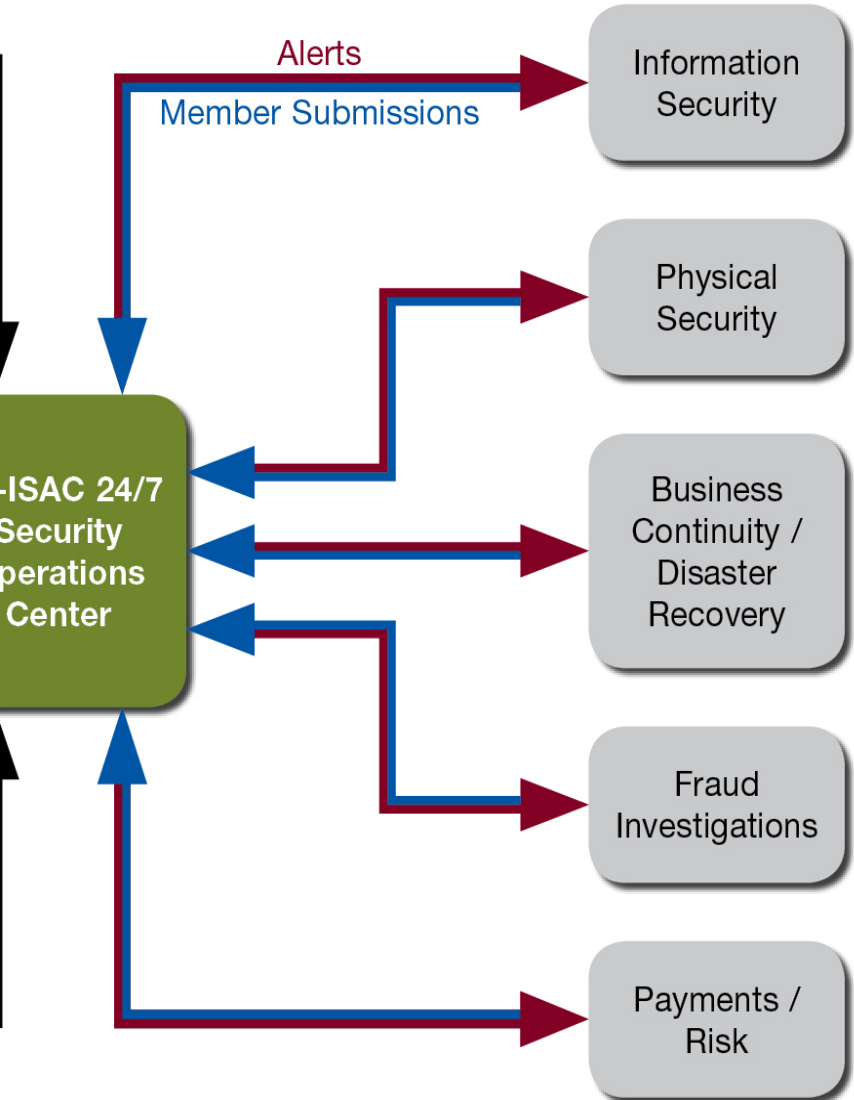 Alerts
Member Submissions
Information
Security
Physical
Security
-ISAC 24/7
Security
perations
Center
Business
Continuity /
Disaster
Recovery
Fraud
Investigations
Payments /
Risk